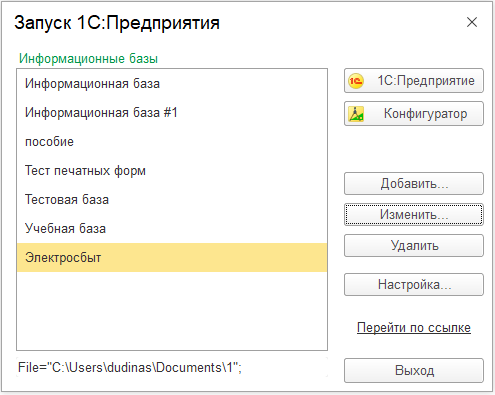 Запуск 1С:Предприятия
Информационные базы
Информационная база
Информационная база #1
пособие
Тест печатных форм
Тестовая база
Учебная база
Электросбыт
File="C:\Users\dudinas\Documents\1";
1С:Предприятие
Конфигуратор
Добавить...
Изменить...
Удалить
Настройка...
Перейти по ссылке
Выход